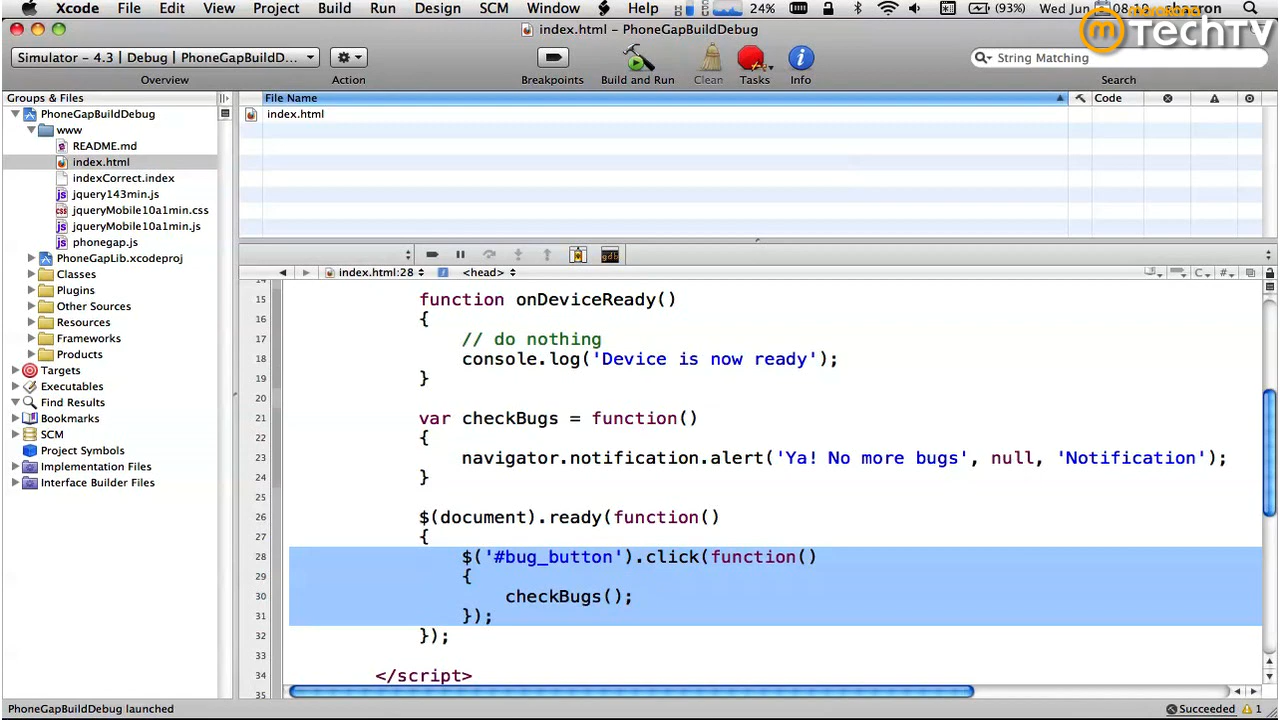 Xcode File Edit View Project Build Run Design SCM Window Help 24% (93%) Wed Jun
TechTV
index.html - PhoneGapBuildDebug
Simulator - 4.3 | Debug | PhoneGapBuildD...
String Matching
Overview Action Breakpoints Build and Run Clean Tasks Info Search
Groups & Files
File Name
Code
PhoneGapBuildDebug
index.html
www
README.md
index.html
indexCorrect.index
jquery143min.js
jqueryMobile10a1min.css
jqueryMobile10a1min.js
phonegap.js
PhoneGapLib.xcodeproj
Classes
Plugins
Other Sources
Resources
Frameworks
Products
Targets
Executables
Find Results
Bookmarks
SCM
Project Symbols
Implementation Files
Interface Builder Files
index.html:28 <head> C #
14
15 function onDeviceReady()
16 {
17 // do nothing
18 console.log('Device is now ready');
19 }
20
21 var checkBugs = function()
22 {
23 navigator.notification.alert('Ya! No more bugs', null, 'Notification');
24 }
25
26 $(document).ready(function()
27 {
28 $('#bug_button').click(function()
29 {
30 checkBugs();
31 });
32 });
33
34 </script>
35
PhoneGapBuildDebug launched
Succeeded 1